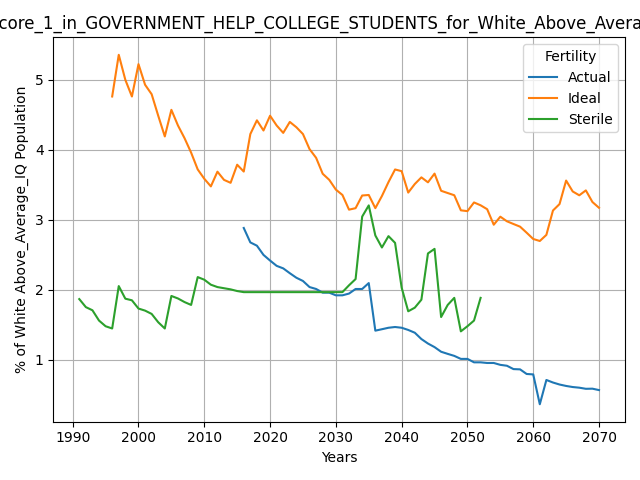 core_1_in_GOVERNMENT_HELP_COLLEGE_STUDENTS_for_White_Above_Avera
Fertility
Actual
Ideal
Sterile
% of White Above_Average_IQ Population
5
4
3
2
1
1990 2000 2010 2020 2030 2040 2050 2060 2070
Years